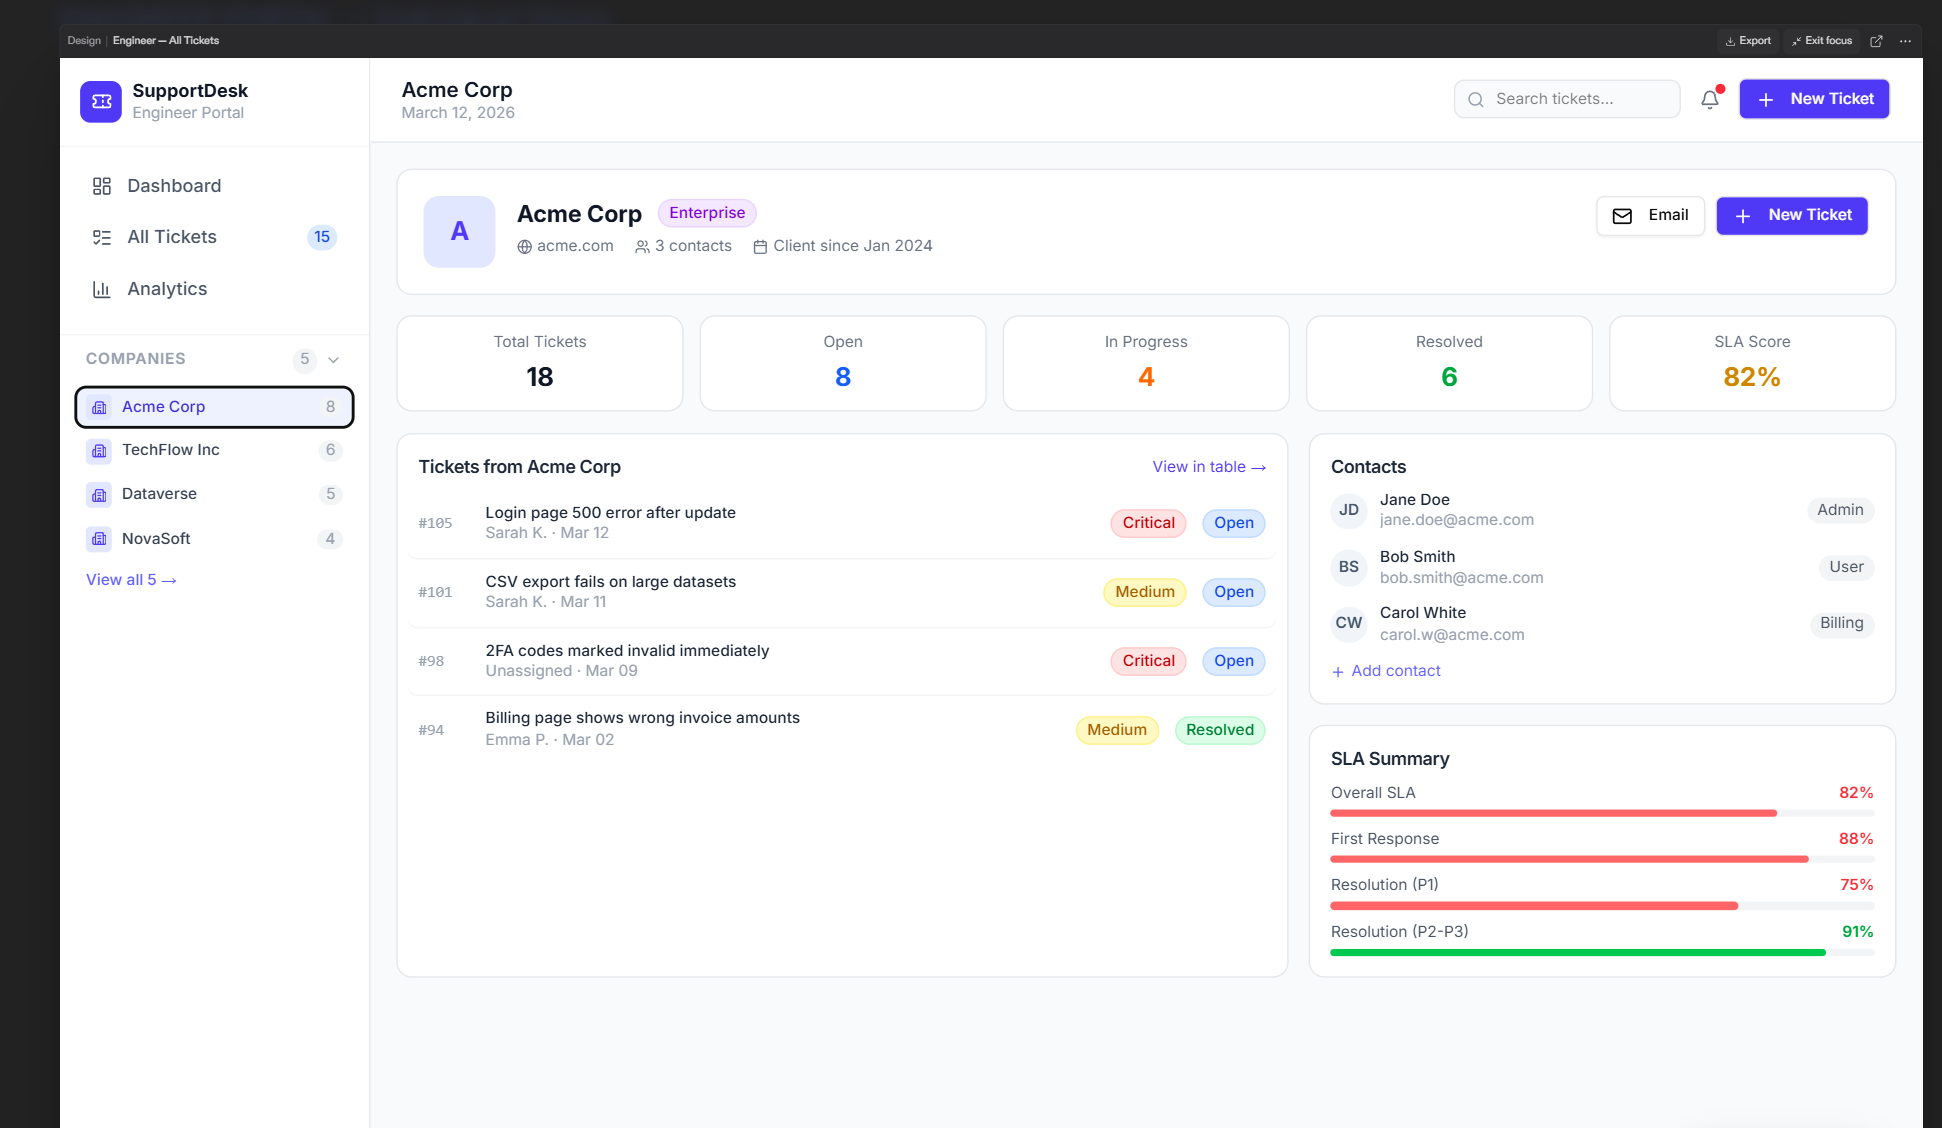 Design | Engineer — All Tickets
Export
Exit focus
SupportDesk
Engineer Portal
Dashboard
All Tickets 15
Analytics
COMPANIES 5
Acme Corp 8
TechFlow Inc 6
Dataverse 5
NovaSoft 4
View all 5 →
Acme Corp
March 12, 2026
Search tickets...
New Ticket
A
Acme Corp Enterprise
acme.com 3 contacts Client since Jan 2024
Email
New Ticket
Total Tickets
18
Open
8
In Progress
4
Resolved
6
SLA Score
82%
Tickets from Acme Corp View in table →
#105 Login page 500 error after update Critical Open
Sarah K. · Mar 12
#101 CSV export fails on large datasets Medium Open
Sarah K. · Mar 11
#98 2FA codes marked invalid immediately Critical Open
Unassigned · Mar 09
#94 Billing page shows wrong invoice amounts Medium Resolved
Emma P. · Mar 02
Contacts
JD Jane Doe Admin
jane.doe@acme.com
BS Bob Smith User
bob.smith@acme.com
CW Carol White Billing
carol.w@acme.com
+ Add contact
SLA Summary
Overall SLA 82%
First Response 88%
Resolution (P1) 75%
Resolution (P2-P3) 91%